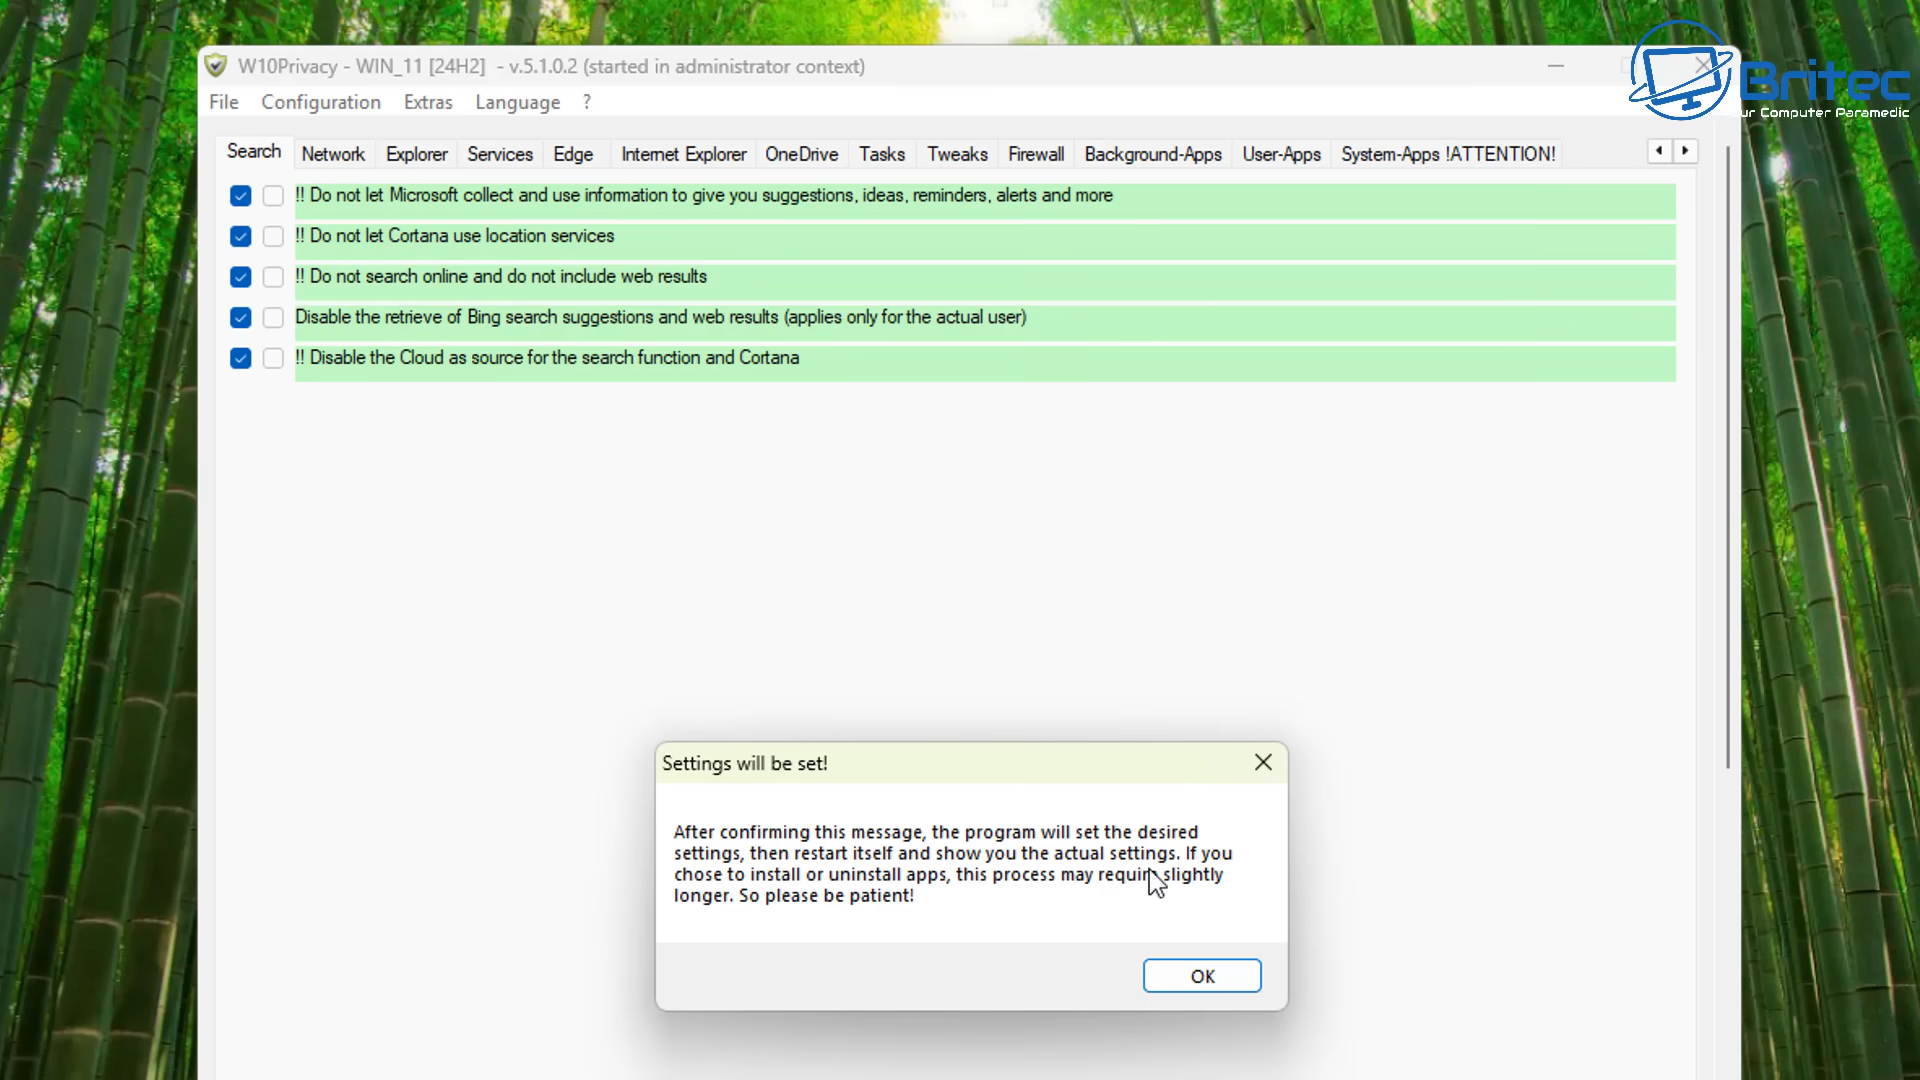 W10Privacy - WIN_11 [24H2] - v.5.1.0.2 (started in administrator context)
Britec
ur Computer Paramedic
File Configuration Extras Language ?
Search Network Explorer Services Edge Internet Explorer OneDrive Tasks Tweaks Firewall Background-Apps User-Apps System-Apps !ATTENTION!
!! Do not let Microsoft collect and use information to give you suggestions, ideas, reminders, alerts and more
!! Do not let Cortana use location services
!! Do not search online and do not include web results
Disable the retrieve of Bing search suggestions and web results (applies only for the actual user)
!! Disable the Cloud as source for the search function and Cortana
Settings will be set!
After confirming this message, the program will set the desired
settings, then restart itself and show you the actual settings. If you
chose to install or uninstall apps, this process may require slightly
longer. So please be patient!
OK